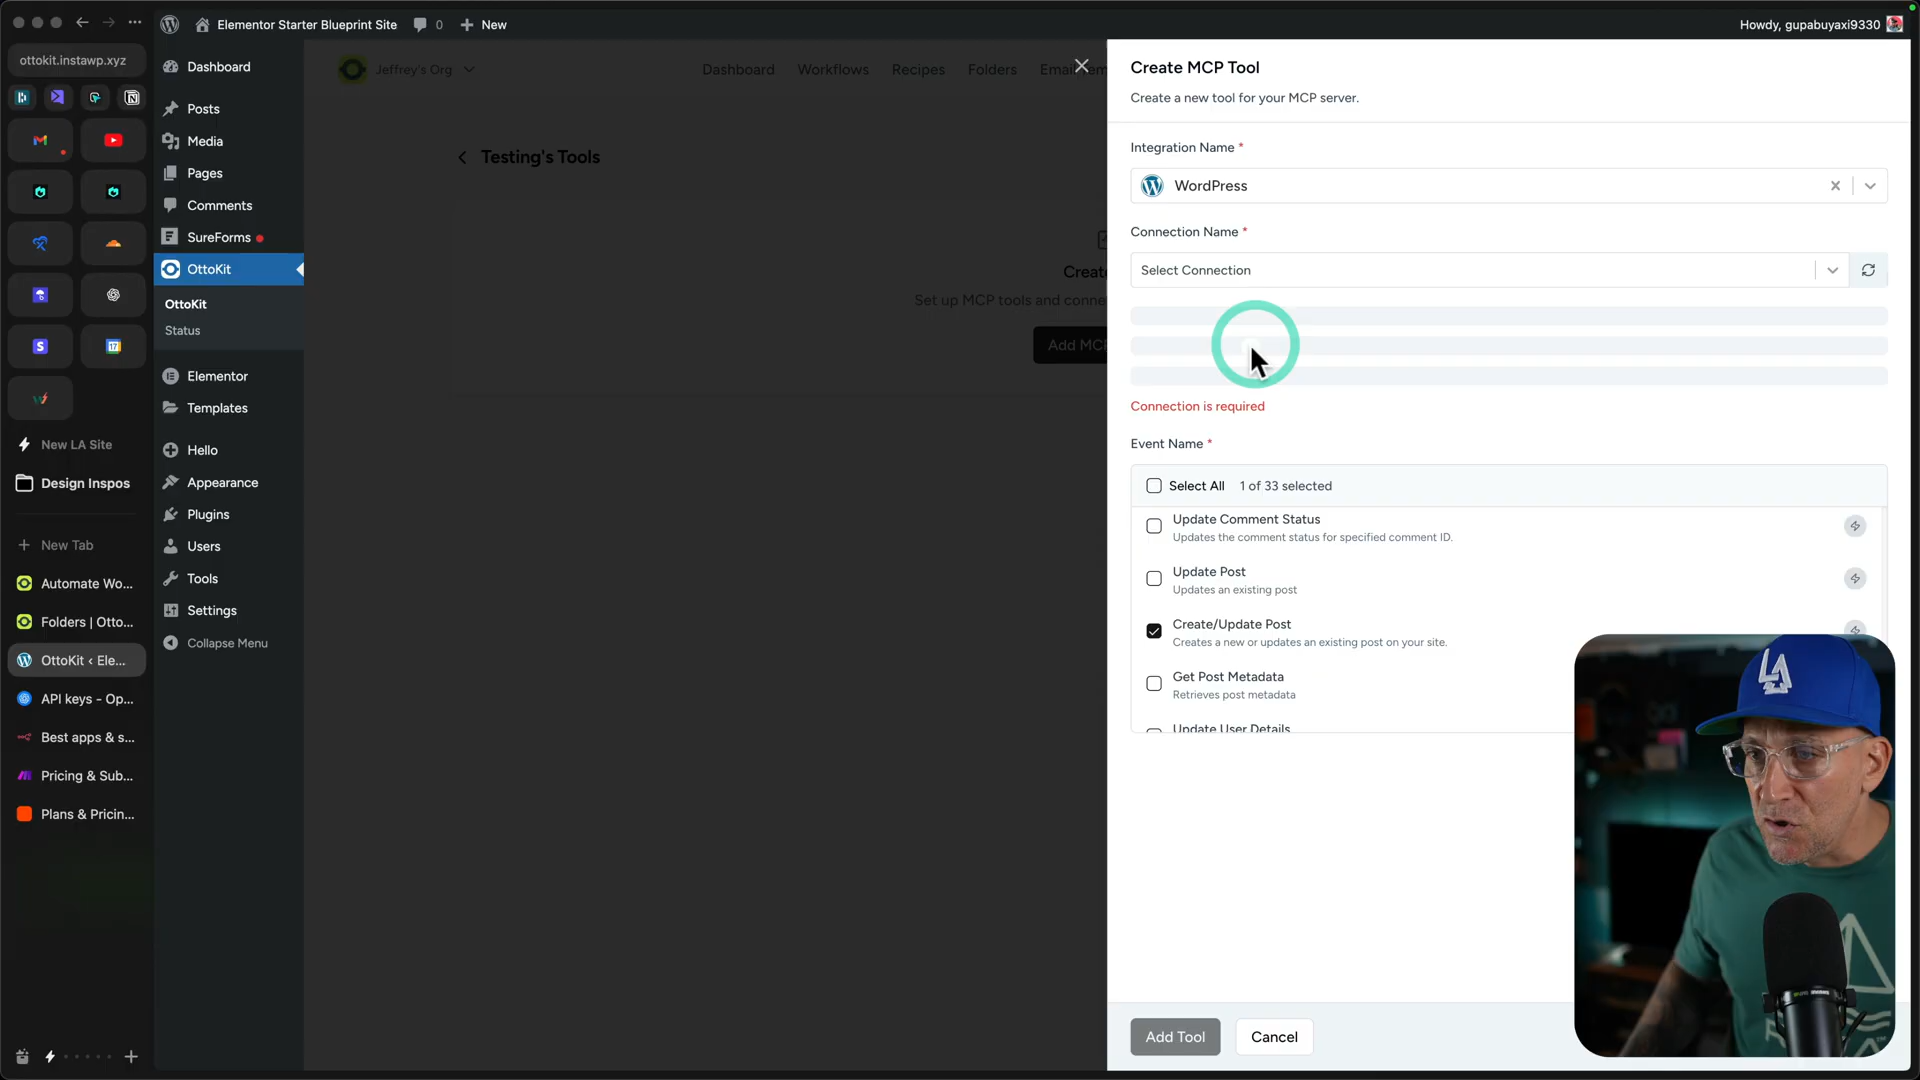 Elementor Starter Blueprint Site
0
New
Howdy, gupabuyaxi9330
ottokit.instawp.xyz
New LA Site
Design Inspos
New Tab
Automate Wo...
Folders | Otto...
OttoKit ‹ Ele...
API keys - Op...
Best apps & s...
Pricing & Sub...
Plans & Pricin...
Dashboard
Posts
Media
Pages
Comments
SureForms
OttoKit
OttoKit
Status
Elementor
Templates
Hello
Appearance
Plugins
Users
Tools
Settings
Collapse Menu
Jeffrey's Org
Dashboard
Workflows
Recipes
Folders
Email Tem
Testing's Tools
Create
Set up MCP tools and conne
Add MCP
Create MCP Tool
Create a new tool for your MCP server.
Integration Name *
WordPress
Connection Name *
Select Connection
Connection is required
Event Name *
Select All 1 of 33 selected
Update Comment Status
Updates the comment status for specified comment ID.
Update Post
Updates an existing post
Create/Update Post
Creates a new or updates an existing post on your site.
Get Post Metadata
Retrieves post metadata
Update User Details
Add Tool
Cancel
17
LA